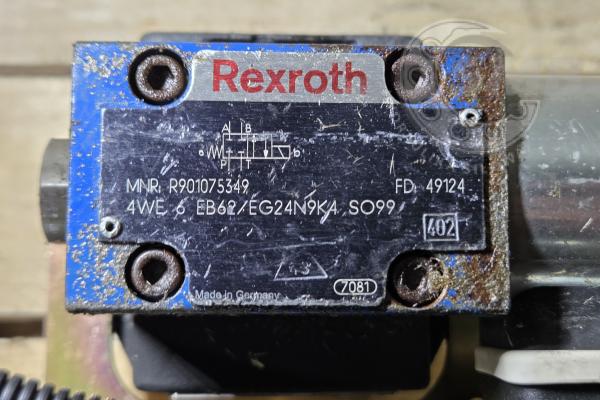 Rexroth
A B
a b
P T
MNR R901075349 FD 49124
4WE 6 EB62/EG24N9K4 SO99
402
7081
Made in Germany